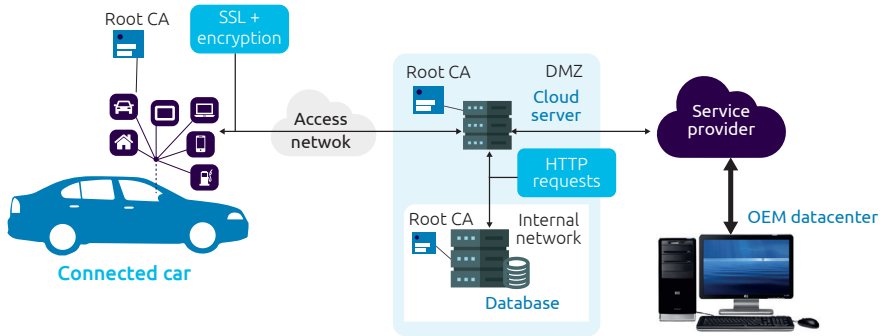 Root CA
SSL +
encryption
Root CA
DMZ
Cloud
server
Access
netwok
Service
provider
HTTP
requests
Root CA
Internal
network
Database
OEM datacenter
Connected car